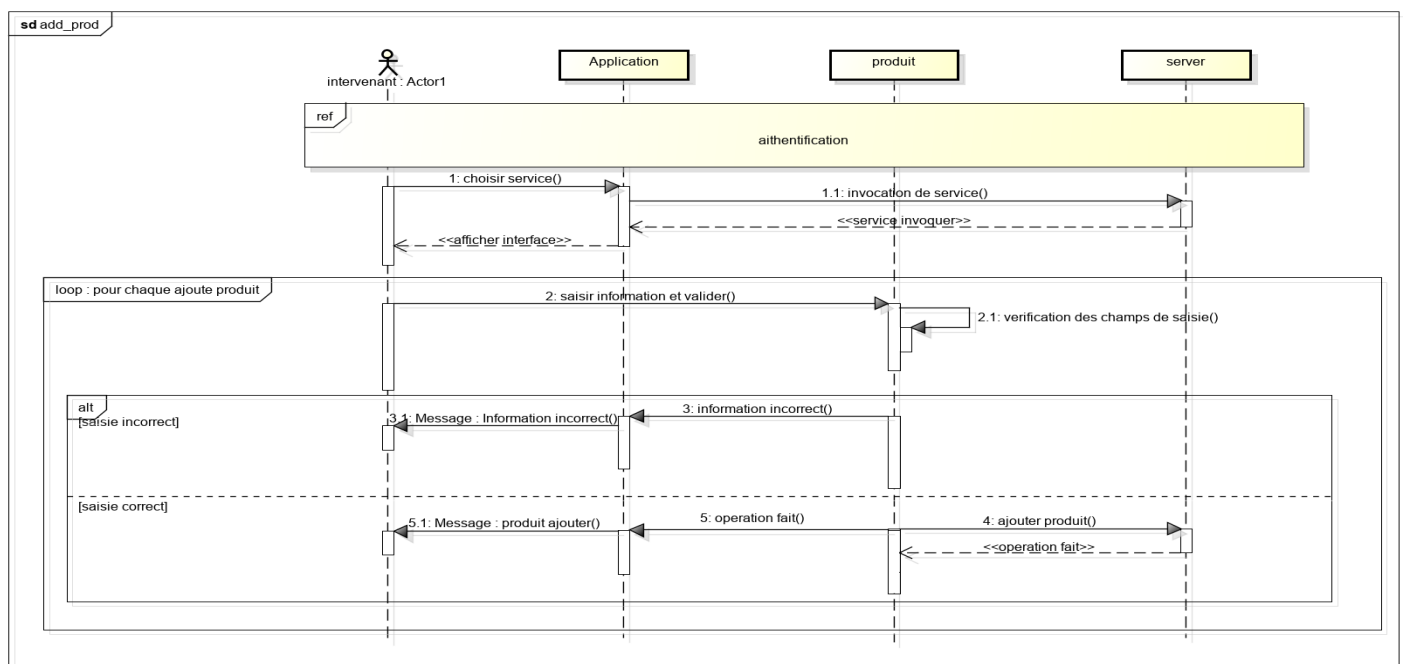 sd add_prod
intervenant : Actor1
Application
produit
server
ref
aithentification
1: choisir service()
1.1: invocation de service()
<<service invoquer>>
<<afficher interface>>
loop : pour chaque ajoute produit
2: saisir information et valider()
2.1: verification des champs de saisie()
alt
[saisie incorrect]
3: information incorrect()
3.1: Message : Information incorrect()
[saisie correct]
5.1: Message : produit ajouter()
5: operation fait()
4: ajouter produit()
<<operation fait>>